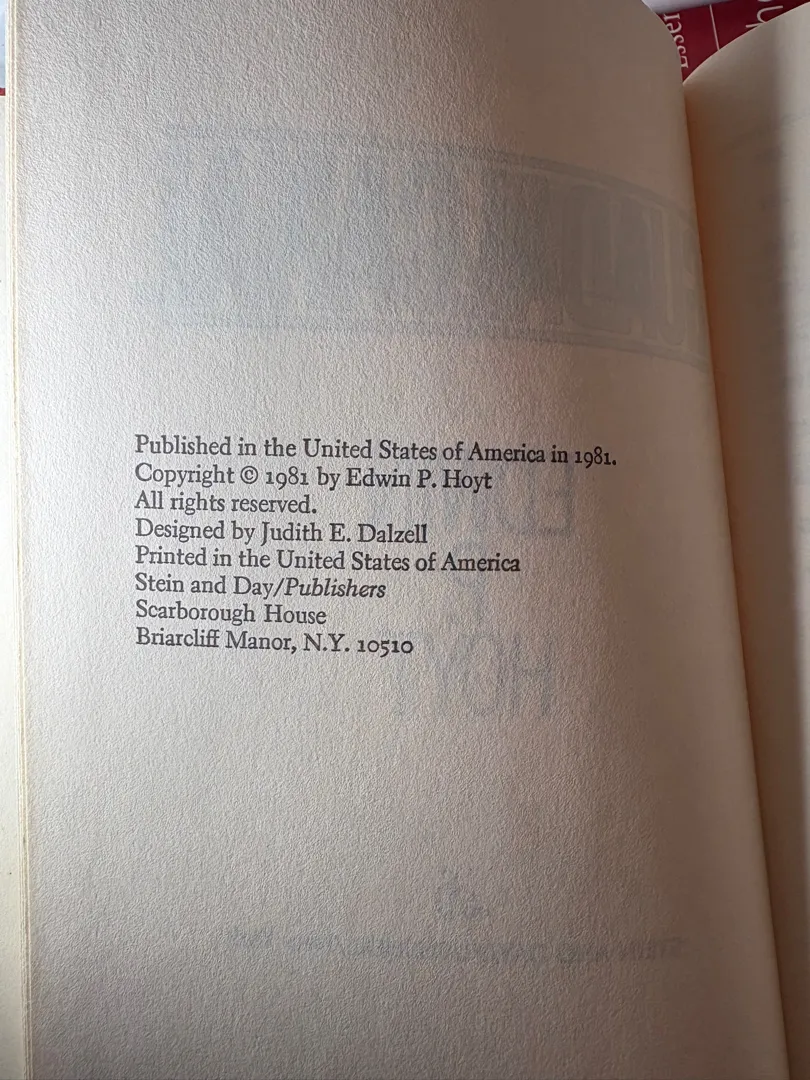 Published in the United States of America in 1981.
Copyright © 1981 by Edwin P. Hoyt
All rights reserved.
Designed by Judith E. Dalzell
Printed in the United States of America
Stein and Day/Publishers
Scarborough House
Briarcliff Manor, N.Y. 10510